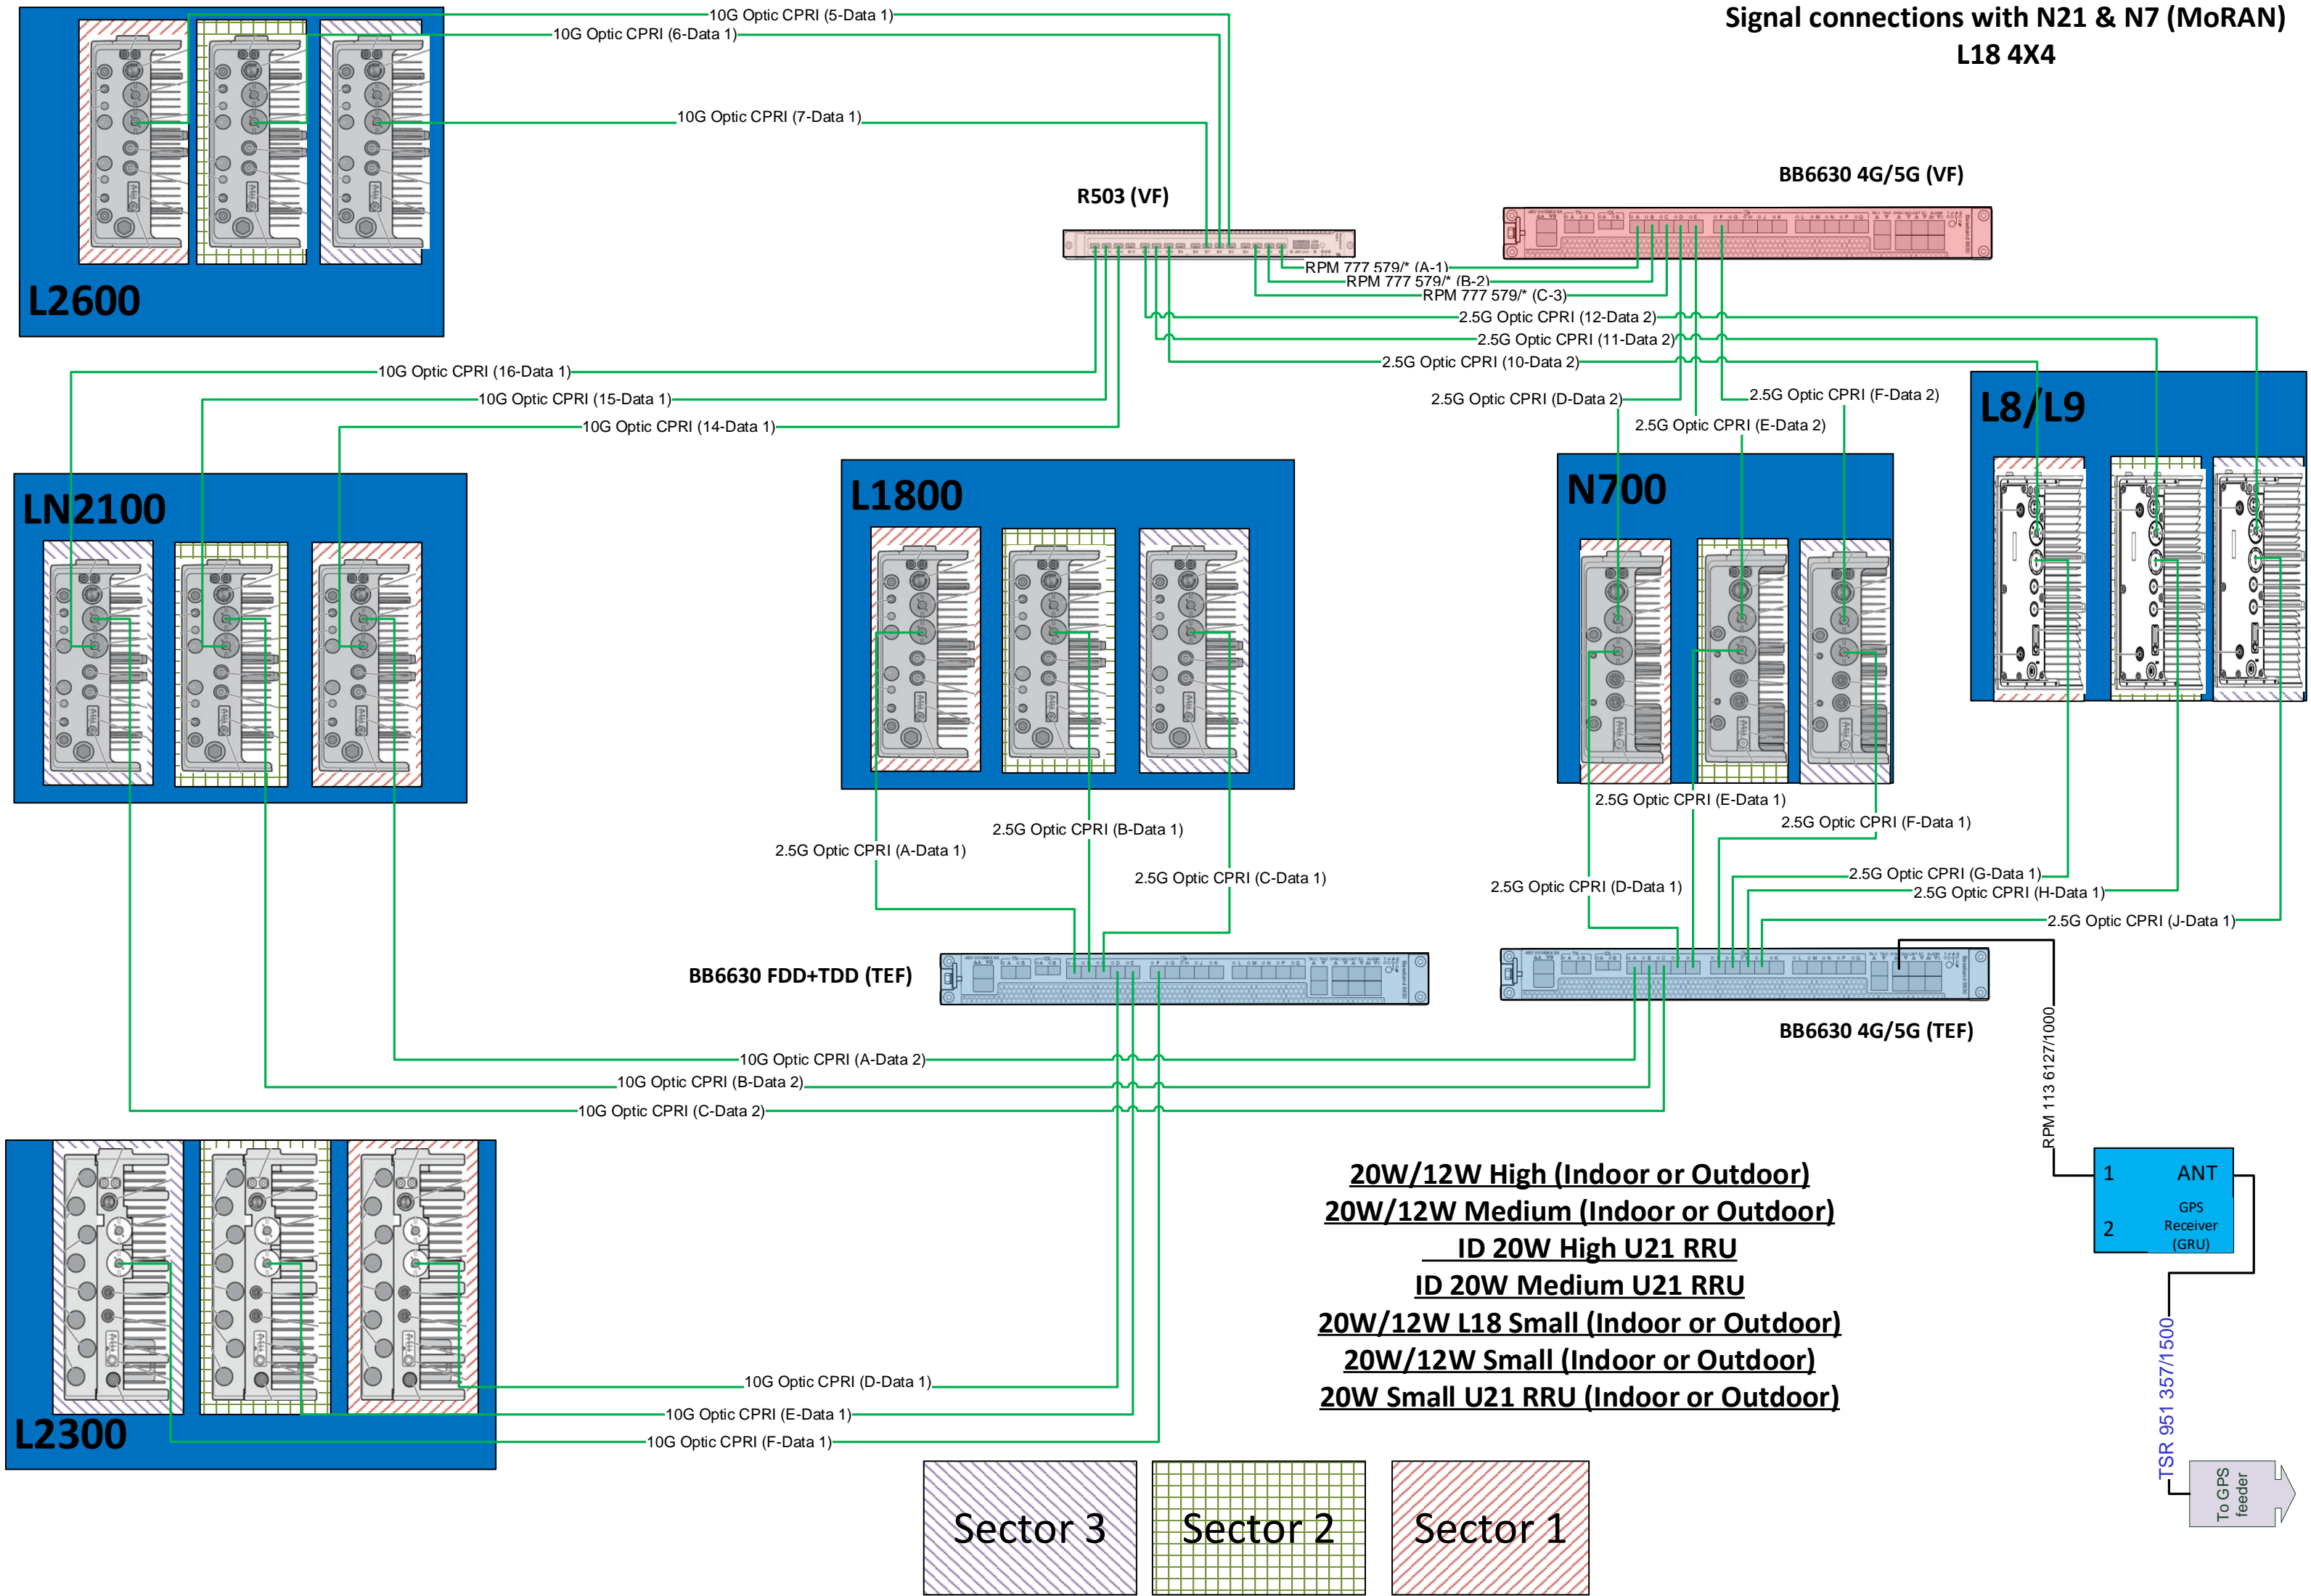 Signal connections with N21 & N7 (MoRAN)
L18 4X4
10G Optic CPRI (5-Data 1)
10G Optic CPRI (6-Data 1)
10G Optic CPRI (7-Data 1)
L2600
R503 (VF)
BB6630 4G/5G (VF)
RPM 777 579/* (A-1)
RPM 777 579/* (B-2)
RPM 777 579/* (C-3)
2.5G Optic CPRI (12-Data 2)
2.5G Optic CPRI (11-Data 2)
2.5G Optic CPRI (10-Data 2)
10G Optic CPRI (16-Data 1)
10G Optic CPRI (15-Data 1)
10G Optic CPRI (14-Data 1)
2.5G Optic CPRI (D-Data 2)
2.5G Optic CPRI (F-Data 2)
2.5G Optic CPRI (E-Data 2)
L8/L9
LN2100
L1800
N700
2.5G Optic CPRI (A-Data 1)
2.5G Optic CPRI (B-Data 1)
2.5G Optic CPRI (C-Data 1)
2.5G Optic CPRI (E-Data 1)
2.5G Optic CPRI (F-Data 1)
2.5G Optic CPRI (D-Data 1)
2.5G Optic CPRI (G-Data 1)
2.5G Optic CPRI (H-Data 1)
2.5G Optic CPRI (J-Data 1)
BB6630 FDD+TDD (TEF)
BB6630 4G/5G (TEF)
10G Optic CPRI (A-Data 2)
10G Optic CPRI (B-Data 2)
10G Optic CPRI (C-Data 2)
RPM 113 6127/1000
1 ANT
2
GPS
Receiver
(GRU)
TSR 951 357/1500
To GPS
feeder
20W/12W High (Indoor or Outdoor)
20W/12W Medium (Indoor or Outdoor)
ID 20W High U21 RRU
ID 20W Medium U21 RRU
20W/12W L18 Small (Indoor or Outdoor)
20W/12W Small (Indoor or Outdoor)
20W Small U21 RRU (Indoor or Outdoor)
L2300
10G Optic CPRI (D-Data 1)
10G Optic CPRI (E-Data 1)
10G Optic CPRI (F-Data 1)
Sector 3
Sector 2
Sector 1